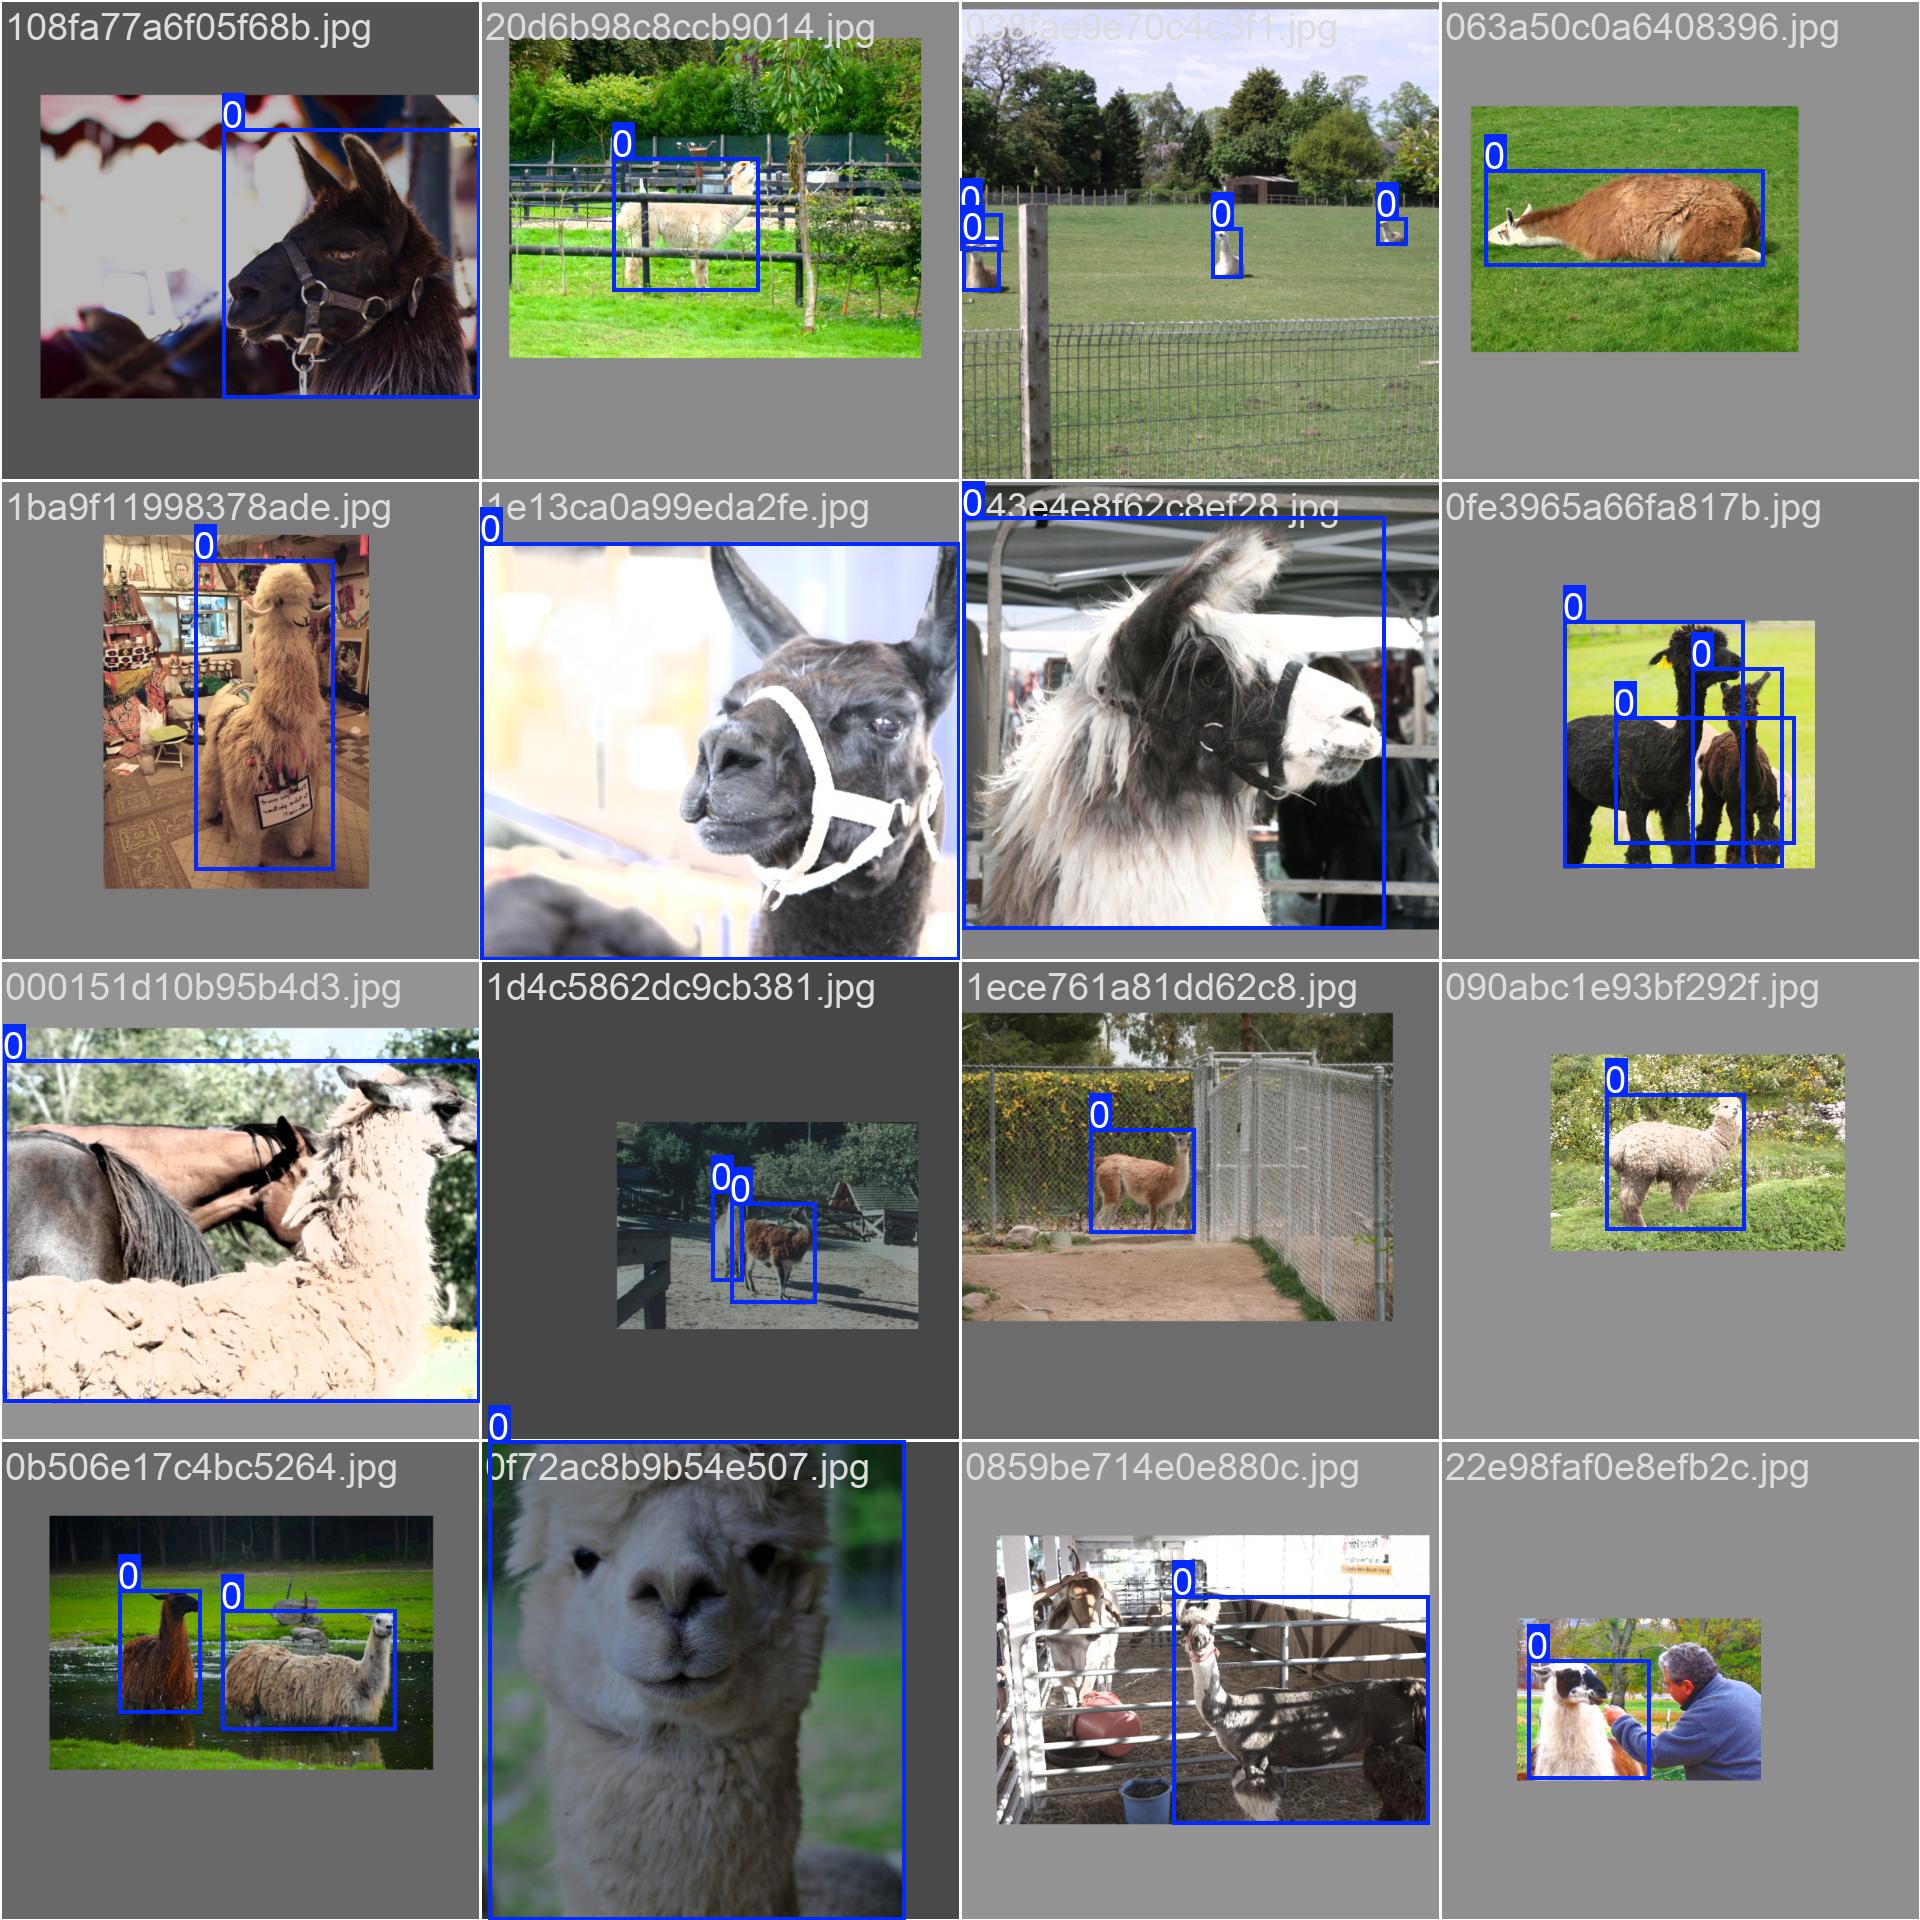 108fa77a6f05f68b.jpg
20d6b98c8ccb9014.jpg
038fae9e70c4c3f1.jpg
063a50c0a6408396.jpg
0
0
0
0
0
0
0
1ba9f11998378ade.jpg
1e13ca0a99eda2fe.jpg
043e4e8f62c8ef28.jpg
0fe3965a66fa817b.jpg
0
0
0
0
0
0
000151d10b95b4d3.jpg
1d4c5862dc9cb381.jpg
1ece761a81dd62c8.jpg
090abc1e93bf292f.jpg
0
0
0
0
0
0b506e17c4bc5264.jpg
0f72ac8b9b54e507.jpg
0859be714e0e880c.jpg
22e98faf0e8efb2c.jpg
0
0
0
0
0